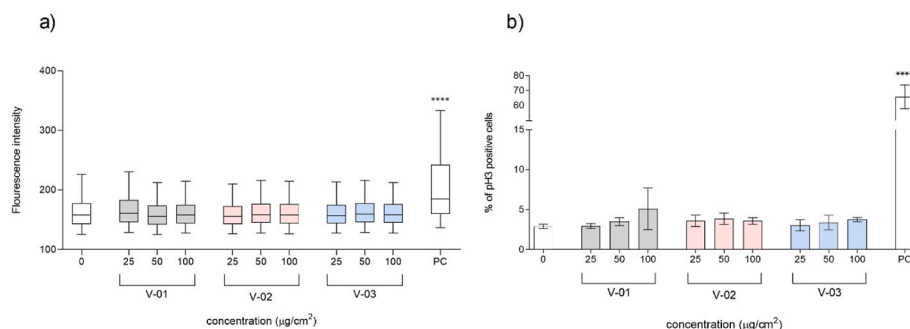 a)
Flourescence intensity
400
300
200
100
****
0 25 50 100 25 50 100 25 50 100 PC
V-01 V-02 V-03
concentration (μg/cm²)
b)
% of pH3 positive cells
80
70
60
50
15
10
5
0
****
0 25 50 100 25 50 100 25 50 100 PC
V-01 V-02 V-03
concentration (μg/cm²)